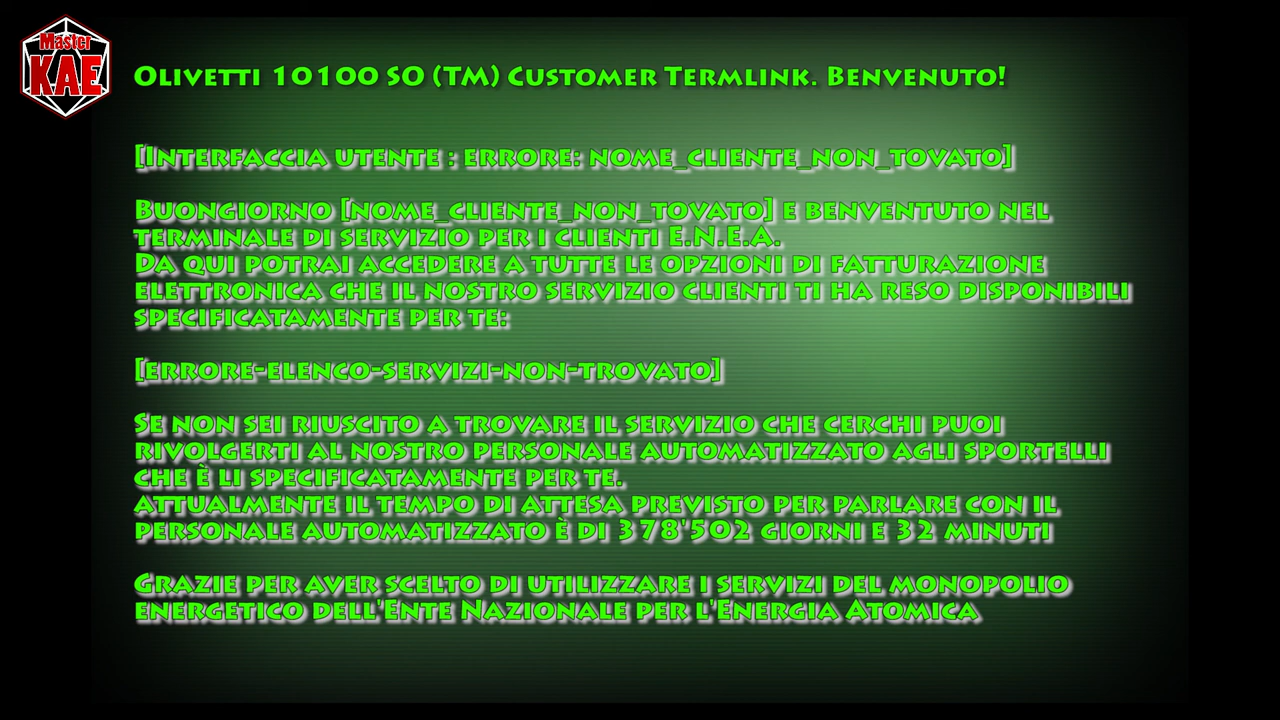 Master
KAE
Olivetti 10100 SO (TM) Customer Termlink. Benvenuto!
[Interfaccia utente : errore: nome_cliente_non_tovato]
Buongiorno [nome_cliente_non_tovato] e benventuto nel
terminale di servizio per i clienti E.N.E.A.
Da qui potrai accedere a tutte le opzioni di fatturazione
elettronica che il nostro servizio clienti ti ha reso disponibili
specificatamente per te:
[errore-elenco-servizi-non-trovato]
Se non sei riuscito a trovare il servizio che cerchi puoi
rivolgerti al nostro personale automatizzato agli sportelli
che è li specificatamente per te.
attualmente il tempo di attesa previsto per parlare con il
personale automatizzato è di 378'502 giorni e 32 minuti
Grazie per aver scelto di utilizzare i servizi del monopolio
energetico dell'Ente Nazionale per l'Energia Atomica